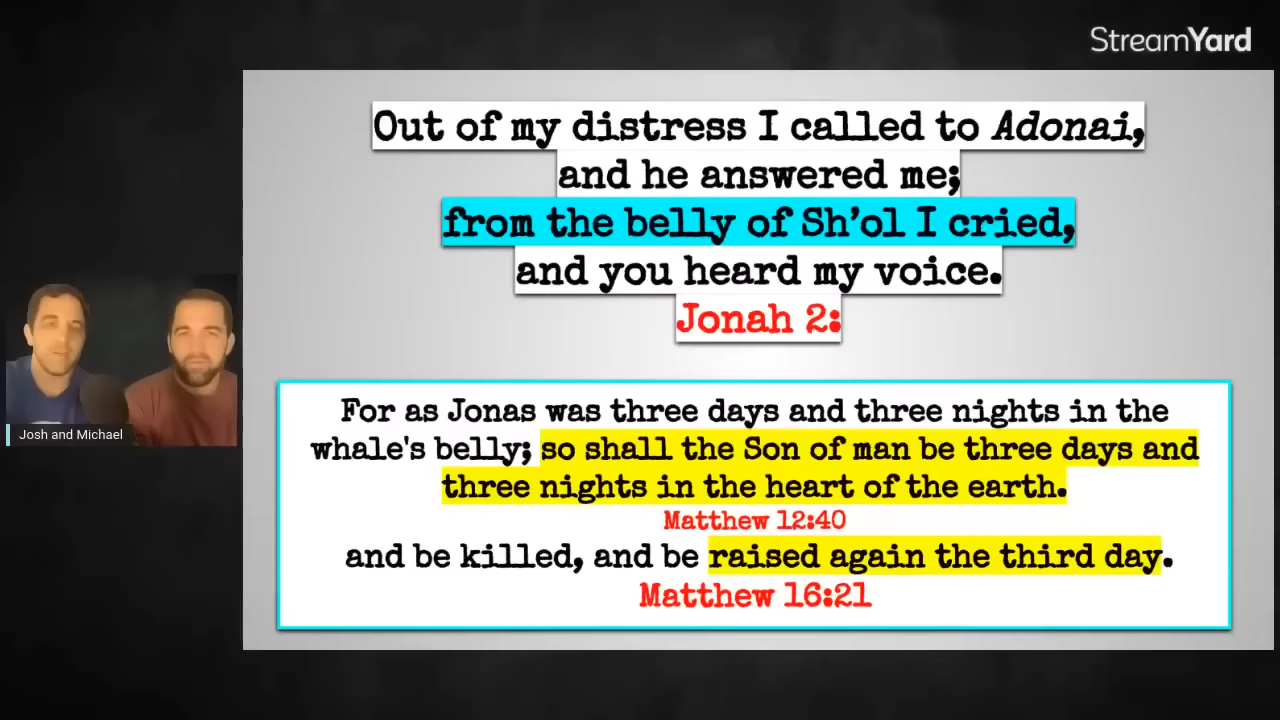 StreamYard
Out of my distress I called to Adonai,
and he answered me;
from the belly of Sh’ol I cried,
and you heard my voice.
Jonah 2:
For as Jonas was three days and three nights in the
whale's belly; so shall the Son of man be three days and
three nights in the heart of the earth.
Matthew 12:40
and be killed, and be raised again the third day.
Matthew 16:21
Josh and Michael